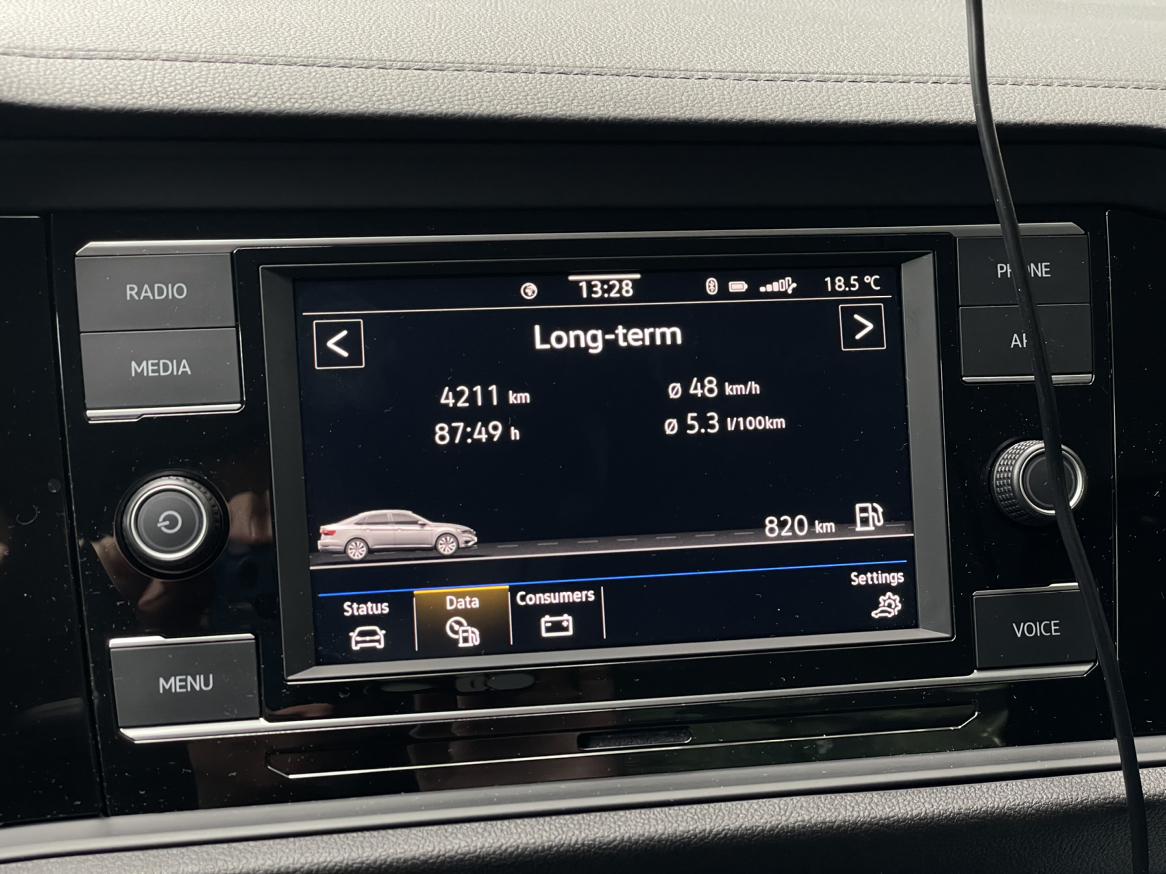 RADIO
MEDIA
MENU
13:28
18.5 °C
<
Long-term
>
4211 km
87:49 h
Ø 48 km/h
Ø 5.3 l/100km
820 km
Status
Data
Consumers
Settings
VOICE